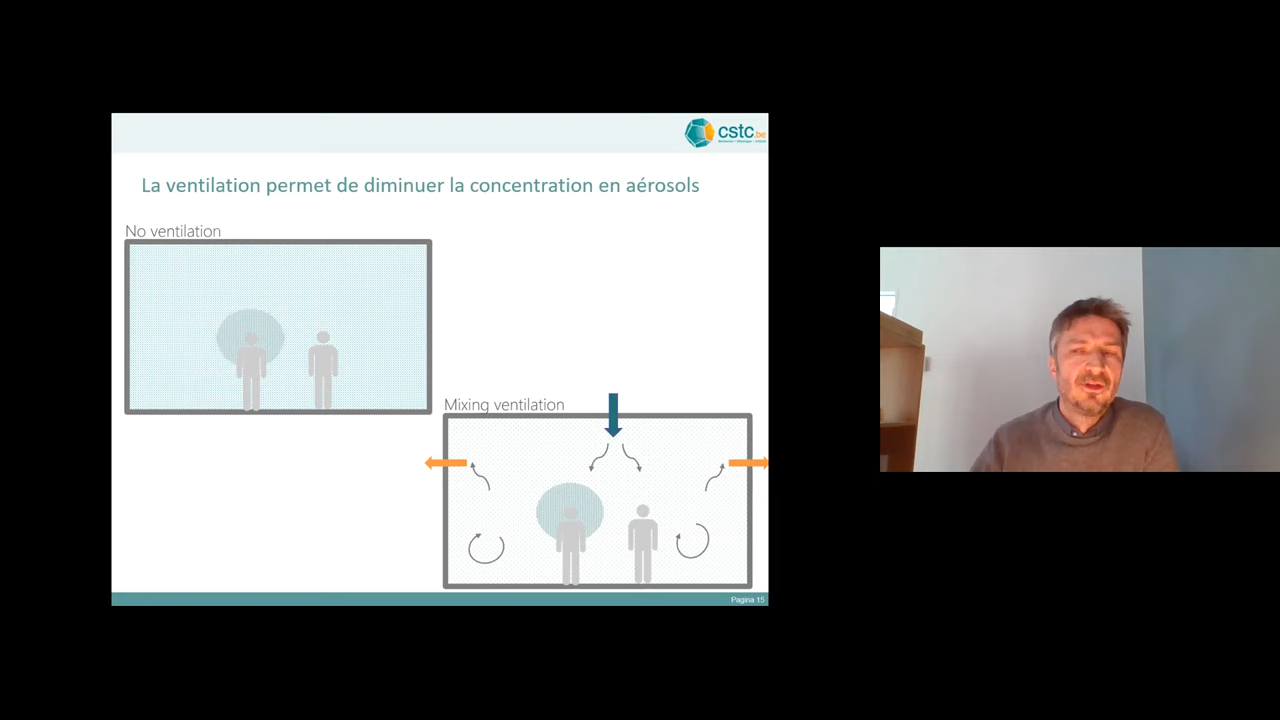 cstc.be
La ventilation permet de diminuer la concentration en aérosols
No ventilation
Mixing ventilation
Pagina 15